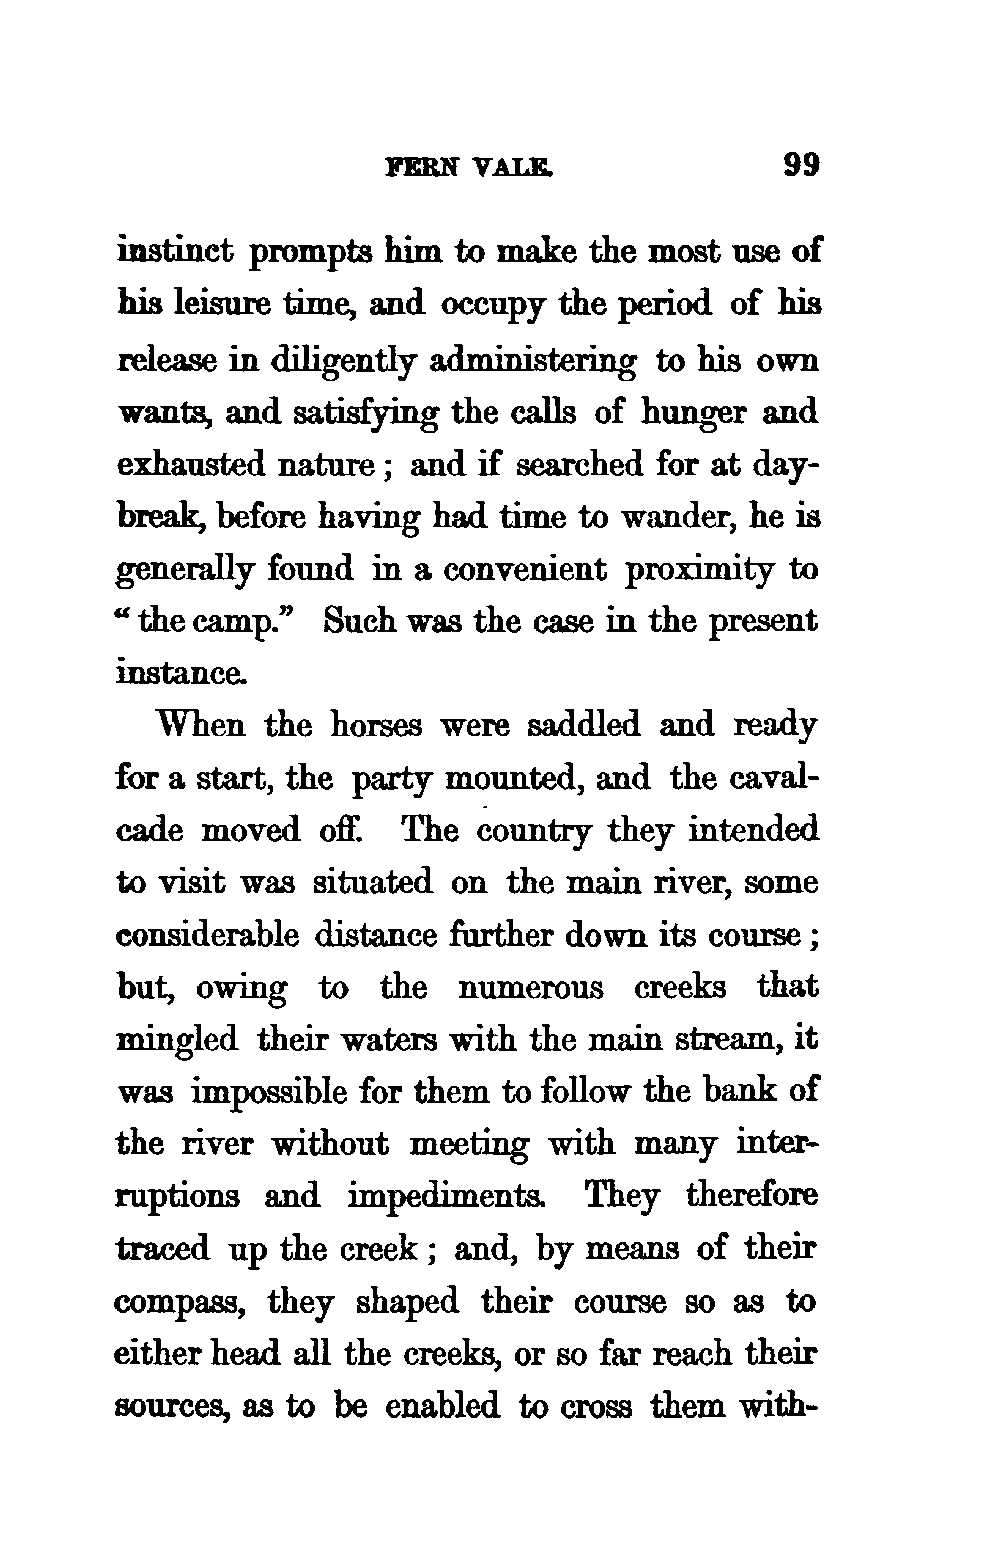 FERN VALE. 99
instinct prompts him to make the most use of
his leisure time, and occupy the period of his
release in diligently administering to his own
wants, and satisfying the calls of hunger and
exhausted nature ; and if searched for at day-
break, before having had time to wander, he is
generally found in a convenient proximity to
“ the camp.” Such was the case in the present
instance.
When the horses were saddled and ready
for a start, the party mounted, and the caval-
cade moved off. The country they intended
to visit was situated on the main river, some
considerable distance further down its course ;
but, owing to the numerous creeks that
mingled their waters with the main stream, it
was impossible for them to follow the bank of
the river without meeting with many inter-
ruptions and impediments. They therefore
traced up the creek ; and, by means of their
compass, they shaped their course so as to
either head all the creeks, or so far reach their
sources, as to be enabled to cross them with-